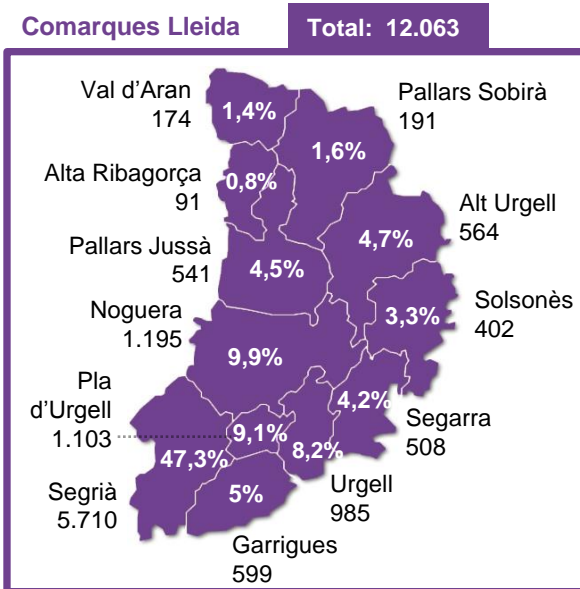 Comarques Lleida
Total: 12.063
Val d'Aran
174
1,4%
Pallars Sobirà
191
1,6%
Alta Ribagorça
91
0,8%
Alt Urgell
564
4,7%
Pallars Jussà
541
4,5%
Solsonès
402
3,3%
Noguera
1.195
9,9%
Pla
d'Urgell
1.103
9,1%
4,2%
Segarra
508
8,2%
Urgell
985
47,3%
Segrià
5.710
5%
Garrigues
599